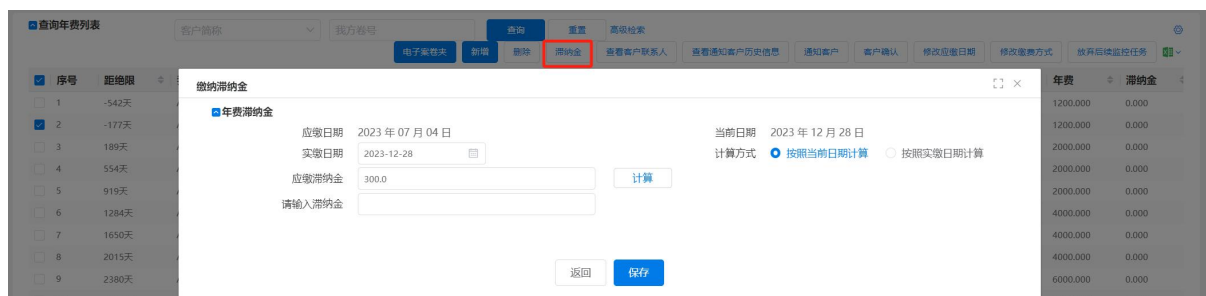 查询年费列表 客户简称 我方卷号 查询 重置 高级检索
电子案卷夹 新增 删除 滞纳金 查看客户联系人 查看通知客户历史信息 通知客户 客户确认 修改应缴日期 修改缴费方式 放弃后续监控任务
序号 距绝限 年费 滞纳金
缴纳滞纳金
年费滞纳金
1 -542天 1200.000 0.000
应缴日期 2023 年 07 月 04 日 当前日期 2023 年 12 月 28 日
2 -177天 1200.000 0.000
实缴日期 2023-12-28 计算方式 按照当前日期计算 按照实缴日期计算
3 189天 2000.000 0.000
应缴滞纳金 300.0 计算
4 554天 2000.000 0.000
5 919天 2000.000 0.000
请输入滞纳金
6 1284天 4000.000 0.000
7 1650天 4000.000 0.000
8 2015天 4000.000 0.000
返回 保存
9 2380天 6000.000 0.000